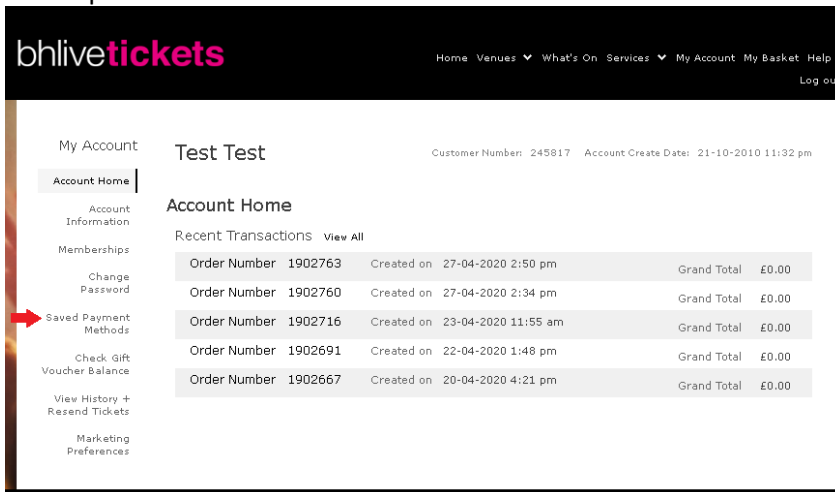 bhlivetickets
Home Venues What's On Services My Account My Basket Help
Log ou
My Account
Account Home
Account
Information
Memberships
Change
Password
Saved Payment
Methods
Check Gift
Voucher Balance
View History +
Resend Tickets
Marketing
Preferences
Test Test
Customer Number: 245817 Account Create Date: 21-10-2010 11:32 pm
Account Home
Recent Transactions View All
Order Number 1902763 Created on 27-04-2020 2:50 pm Grand Total £0.00
Order Number 1902760 Created on 27-04-2020 2:34 pm Grand Total £0.00
Order Number 1902716 Created on 23-04-2020 11:55 am Grand Total £0.00
Order Number 1902691 Created on 22-04-2020 1:48 pm Grand Total £0.00
Order Number 1902667 Created on 20-04-2020 4:21 pm Grand Total £0.00